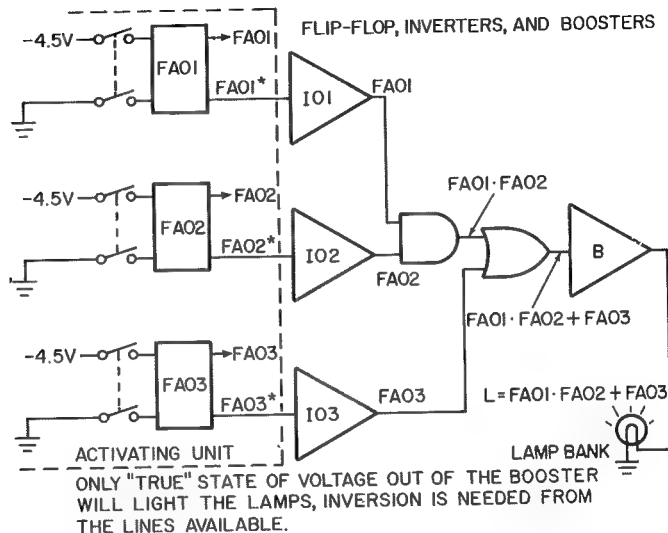 FLIP-FLOP, INVERTERS, AND BOOSTERS
-4.5V
FA01
FA01
FA01*
I01
FA01
-4.5V
FA02
FA02
FA02*
I02
FA02
FA01·FA02
B
FA01·FA02+FA03
-4.5V
FA03
FA03
FA03*
I03
FA03
L=FA01·FA02+FA03
LAMP BANK
ACTIVATING UNIT
ONLY "TRUE" STATE OF VOLTAGE OUT OF THE BOOSTER
WILL LIGHT THE LAMPS, INVERSION IS NEEDED FROM
THE LINES AVAILABLE.